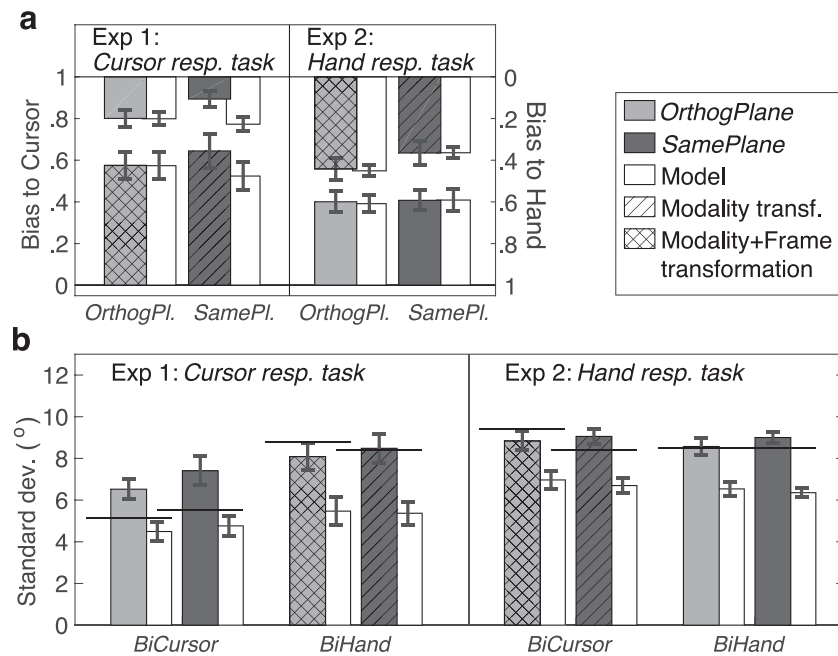 a
Exp 1:
Cursor resp. task
Exp 2:
Hand resp. task
Bias to Cursor
1
.8
.6
.4
.2
0
0
.2
.4
.6
.8
1
Bias to Hand
OrthogPl. SamePl. OrthogPl. SamePl.
OrthogPlane
SamePlane
Model
Modality transf.
Modality+Frame
transformation
b
Exp 1: Cursor resp. task
Exp 2: Hand resp. task
Standard dev. (°)
12
10
8
6
4
2
0
BiCursor BiHand BiCursor BiHand